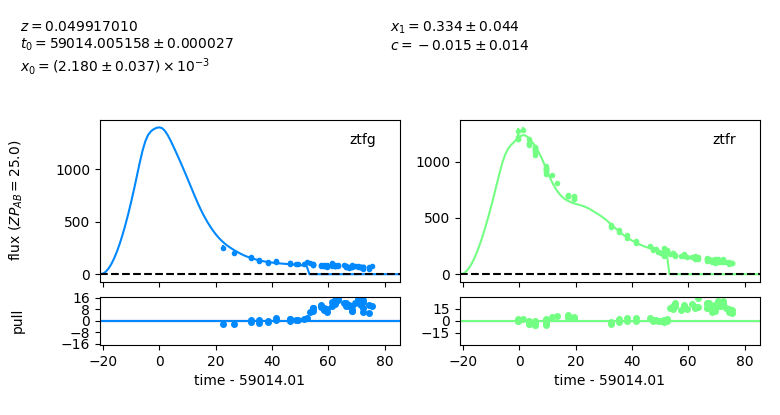 z = 0.049917010
t₀ = 59014.005158 ± 0.000027
x₀ = (2.180 ± 0.037) × 10⁻³
x₁ = 0.334 ± 0.044
c = −0.015 ± 0.014
flux (ZP_AB = 25.0)
1000
500
0
ztfg
1000
500
0
ztfr
pull
16
8
0
−8
−16
−20 0 20 40 60 80
time - 59014.01
15
0
−15
−20 0 20 40 60 80
time - 59014.01